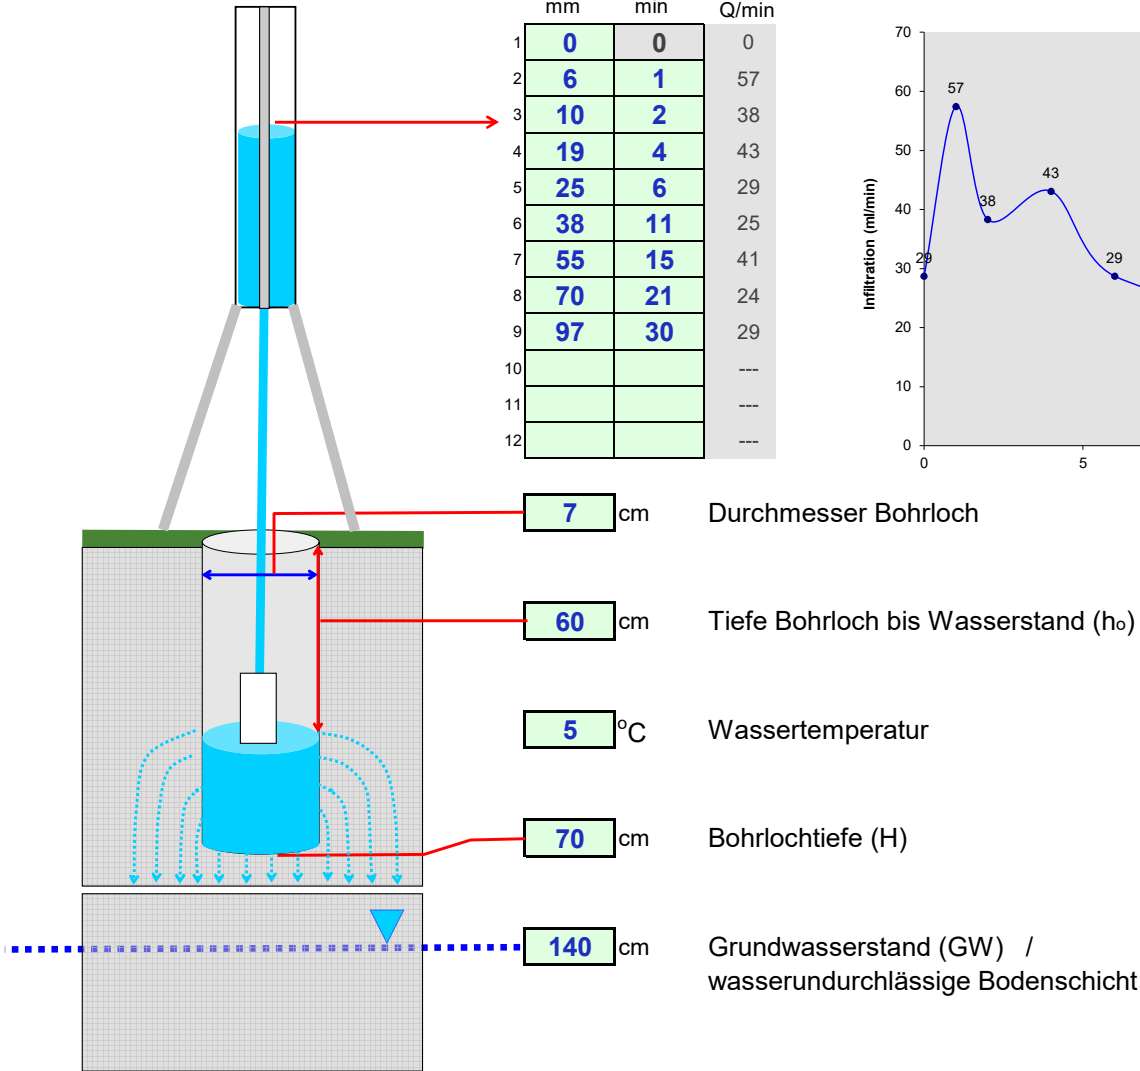 mm min Q/min
1 0 0 0
2 6 1 57
3 10 2 38
4 19 4 43
5 25 6 29
6 38 11 25
7 55 15 41
8 70 21 24
9 97 30 29
10 ---
11 ---
12 ---
Infiltration (ml/min)
70
60
50
40
30
20
10
0
0 5
29
57
38
43
29
7 cm Durchmesser Bohrloch
60 cm Tiefe Bohrloch bis Wasserstand (ho)
5 °C Wassertemperatur
70 cm Bohrlochtiefe (H)
140 cm Grundwasserstand (GW) /
wasserundurchlässige Bodenschicht